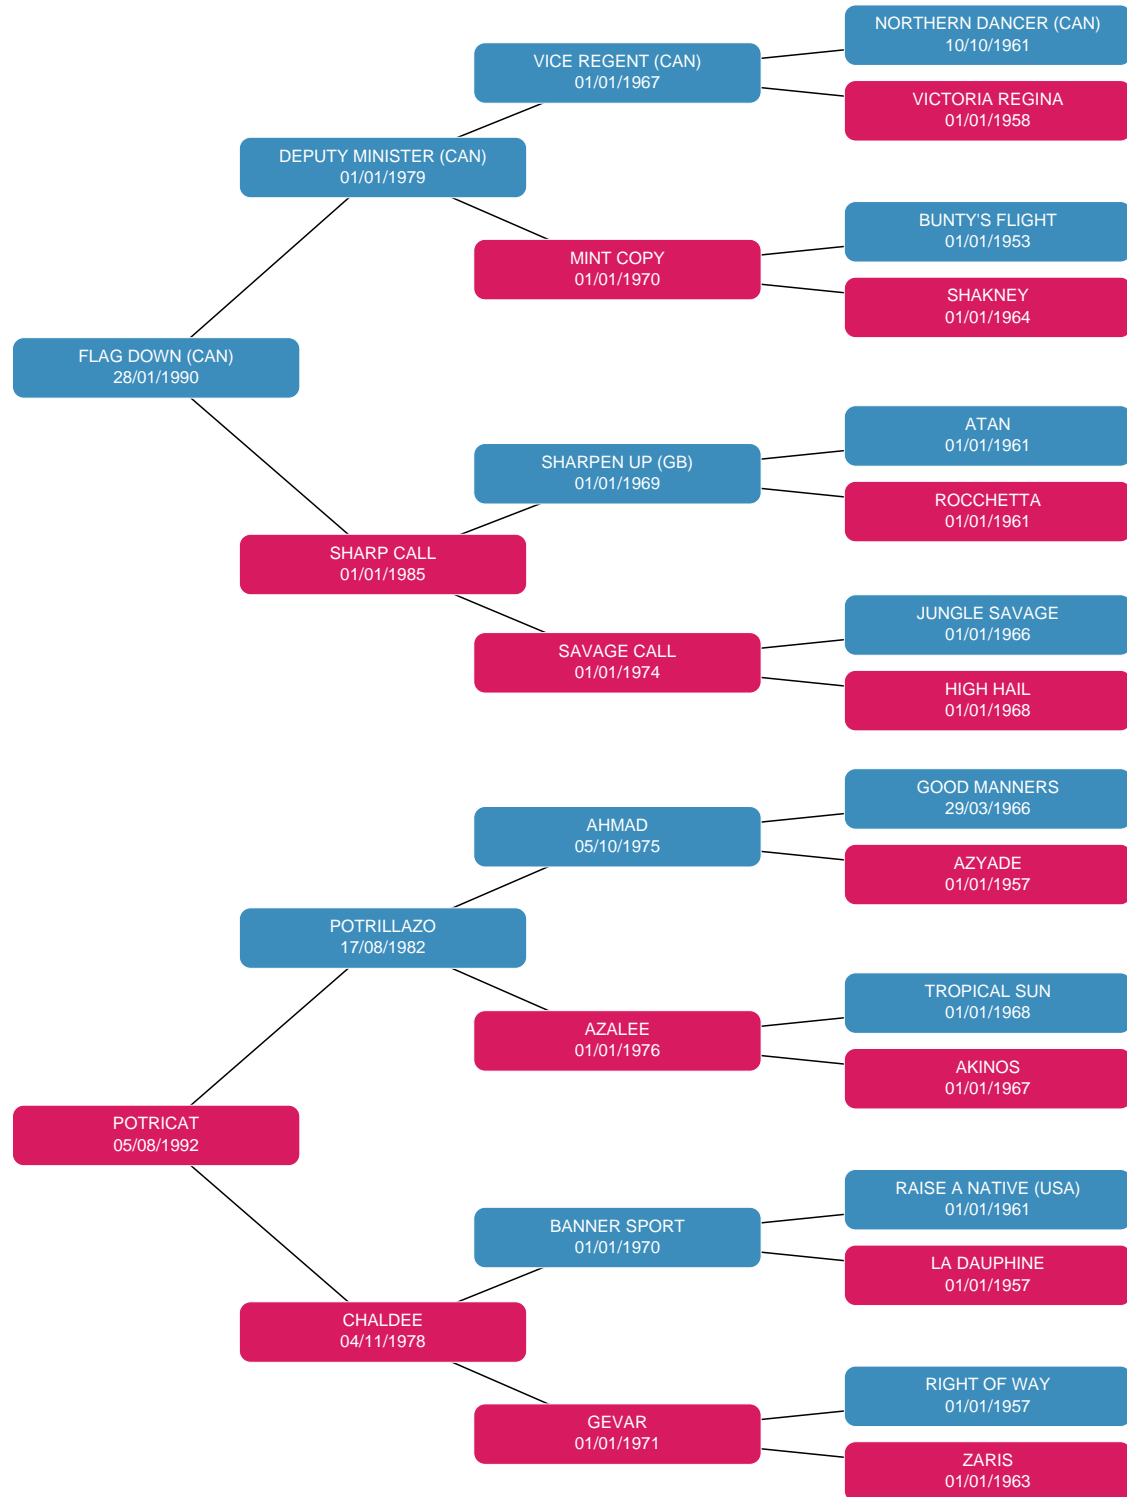 NORTHERN DANCER (CAN)
10/10/1961
VICE REGENT (CAN)
01/01/1967
VICTORIA REGINA
01/01/1958
DEPUTY MINISTER (CAN)
01/01/1979
BUNTY'S FLIGHT
01/01/1953
MINT COPY
01/01/1970
SHAKNEY
01/01/1964
FLAG DOWN (CAN)
28/01/1990
ATAN
01/01/1961
SHARPEN UP (GB)
01/01/1969
ROCCHETTA
01/01/1961
SHARP CALL
01/01/1985
JUNGLE SAVAGE
01/01/1966
SAVAGE CALL
01/01/1974
HIGH HAIL
01/01/1968
GOOD MANNERS
29/03/1966
AHMAD
05/10/1975
AZYADE
01/01/1957
POTRILLAZO
17/08/1982
TROPICAL SUN
01/01/1968
AZALEE
01/01/1976
AKINOS
01/01/1967
POTRICAT
05/08/1992
RAISE A NATIVE (USA)
01/01/1961
BANNER SPORT
01/01/1970
LA DAUPHINE
01/01/1957
CHALDEE
04/11/1978
RIGHT OF WAY
01/01/1957
GEVAR
01/01/1971
ZARIS
01/01/1963